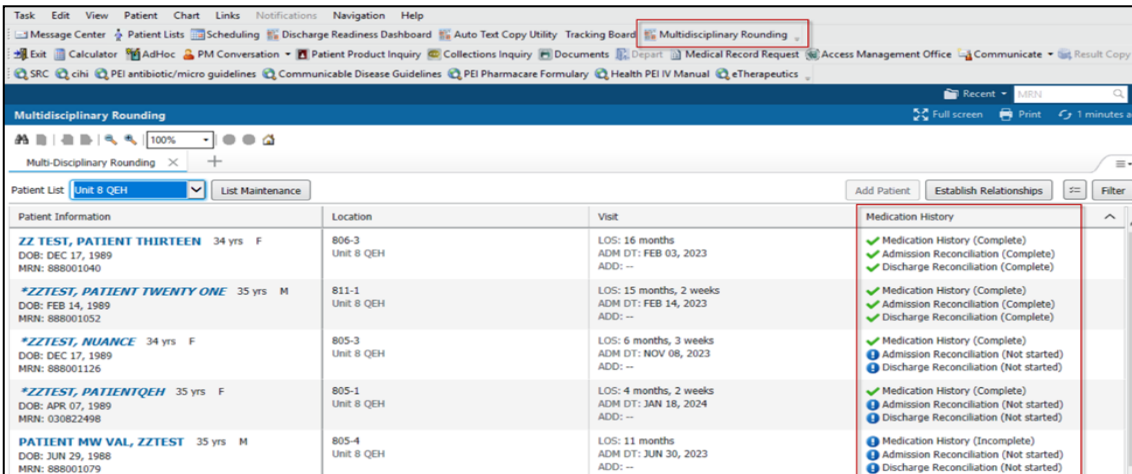 Task Edit View Patient Chart Links Notifications Navigation Help
Message Center Patient Lists Scheduling Discharge Readiness Dashboard Auto Text Copy Utility Tracking Board Multidisciplinary Rounding
Exit Calculator AdHoc PM Conversation Patient Product Inquiry Collections Inquiry Documents Depart Medical Record Request Access Management Office Communicate Result Copy
SRC cihi PEI antibiotic/micro guidelines Communicable Disease Guidelines PEI Pharmacare Formulary Health PEI IV Manual eTherapeutics
Recent MRN
Multidisciplinary Rounding Full screen Print 1 minutes a
100%
Multi-Disciplinary Rounding
Patient List Unit 8 QEH List Maintenance Add Patient Establish Relationships Filter
Patient Information Location Visit Medication History
ZZ TEST, PATIENT THIRTEEN 34 yrs F 806-3 LOS: 16 months Medication History (Complete)
DOB: DEC 17, 1989 Unit 8 QEH ADM DT: FEB 03, 2023 Admission Reconciliation (Complete)
MRN: 888001040 ADD: -- Discharge Reconciliation (Complete)
*ZZTEST, PATIENT TWENTY ONE 35 yrs M 811-1 LOS: 15 months, 2 weeks Medication History (Complete)
DOB: FEB 14, 1989 Unit 8 QEH ADM DT: FEB 14, 2023 Admission Reconciliation (Complete)
MRN: 888001052 ADD: -- Discharge Reconciliation (Complete)
*ZZTEST, NUANCE 34 yrs F 805-3 LOS: 6 months, 3 weeks Medication History (Complete)
DOB: DEC 17, 1989 Unit 8 QEH ADM DT: NOV 08, 2023 Admission Reconciliation (Not started)
MRN: 888001126 ADD: -- Discharge Reconciliation (Not started)
*ZZTEST, PATIENTQEH 35 yrs F 805-1 LOS: 4 months, 2 weeks Medication History (Complete)
DOB: APR 07, 1989 Unit 8 QEH ADM DT: JAN 18, 2024 Admission Reconciliation (Not started)
MRN: 030822498 ADD: -- Discharge Reconciliation (Not started)
PATIENT MW VAL, ZZTEST 35 yrs M 805-4 LOS: 11 months Medication History (Incomplete)
DOB: JUN 29, 1988 Unit 8 QEH ADM DT: JUN 30, 2023 Admission Reconciliation (Not started)
MRN: 888001079 ADD: -- Discharge Reconciliation (Not started)